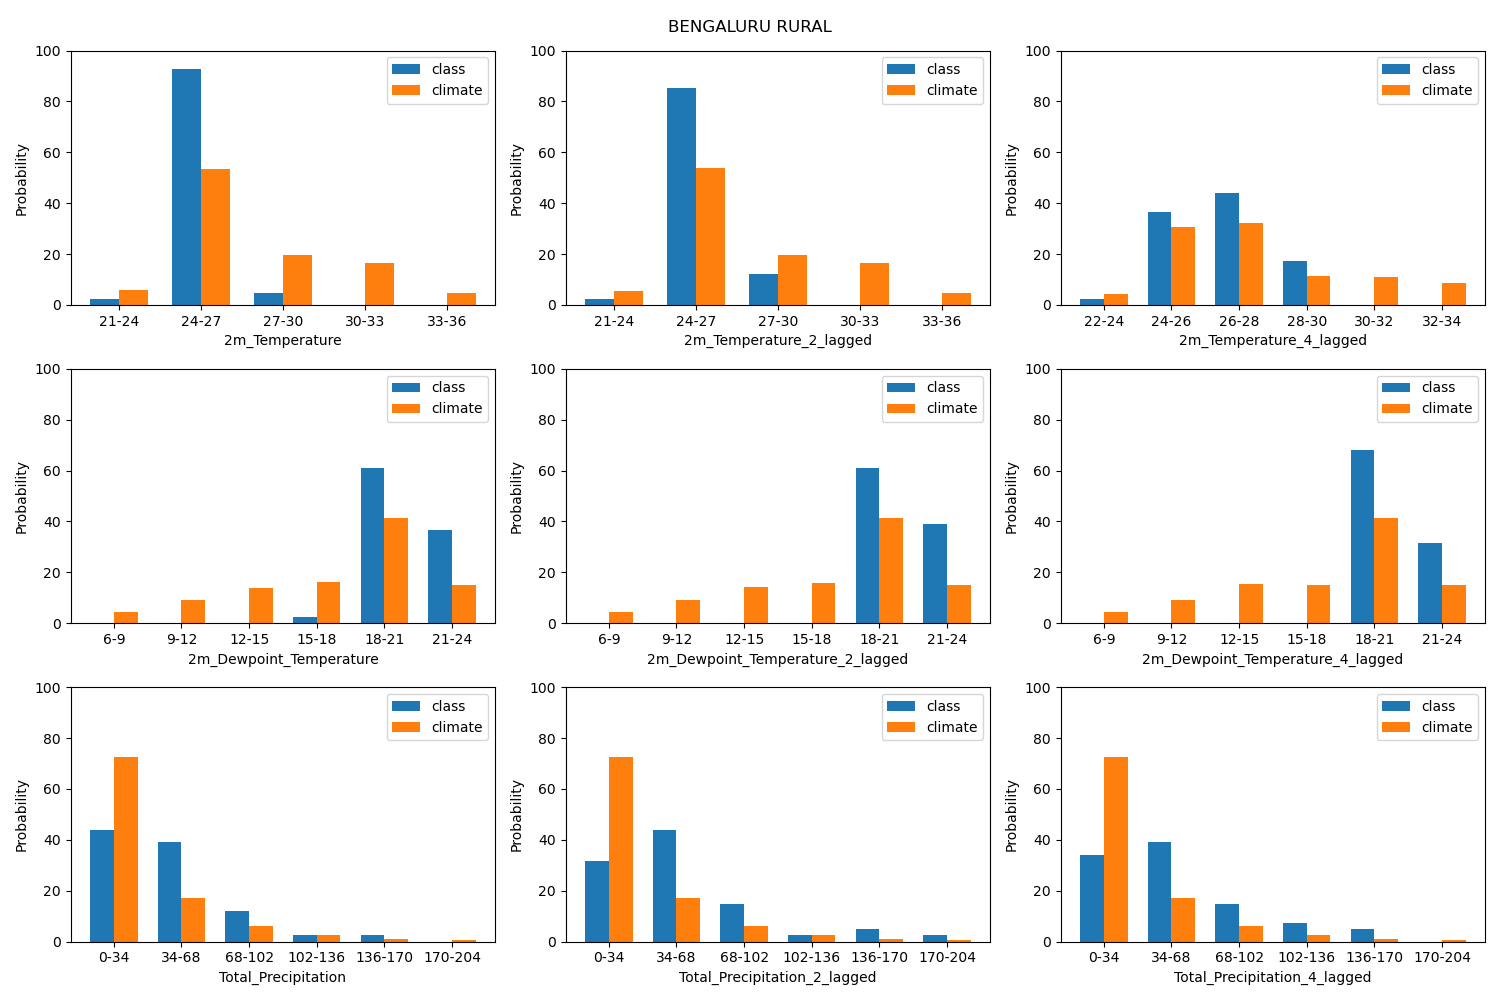 BENGALURU RURAL
100
80
60
40
20
0
Probability
class
climate
21-24 24-27 27-30 30-33 33-36
2m_Temperature
100
80
60
40
20
0
Probability
class
climate
21-24 24-27 27-30 30-33 33-36
2m_Temperature_2_lagged
100
80
60
40
20
0
Probability
class
climate
22-24 24-26 26-28 28-30 30-32 32-34
2m_Temperature_4_lagged
100
80
60
40
20
0
Probability
class
climate
6-9 9-12 12-15 15-18 18-21 21-24
2m_Dewpoint_Temperature
100
80
60
40
20
0
Probability
class
climate
6-9 9-12 12-15 15-18 18-21 21-24
2m_Dewpoint_Temperature_2_lagged
100
80
60
40
20
0
Probability
class
climate
6-9 9-12 12-15 15-18 18-21 21-24
2m_Dewpoint_Temperature_4_lagged
100
80
60
40
20
0
Probability
class
climate
0-34 34-68 68-102 102-136 136-170 170-204
Total_Precipitation
100
80
60
40
20
0
Probability
class
climate
0-34 34-68 68-102 102-136 136-170 170-204
Total_Precipitation_2_lagged
100
80
60
40
20
0
Probability
class
climate
0-34 34-68 68-102 102-136 136-170 170-204
Total_Precipitation_4_lagged